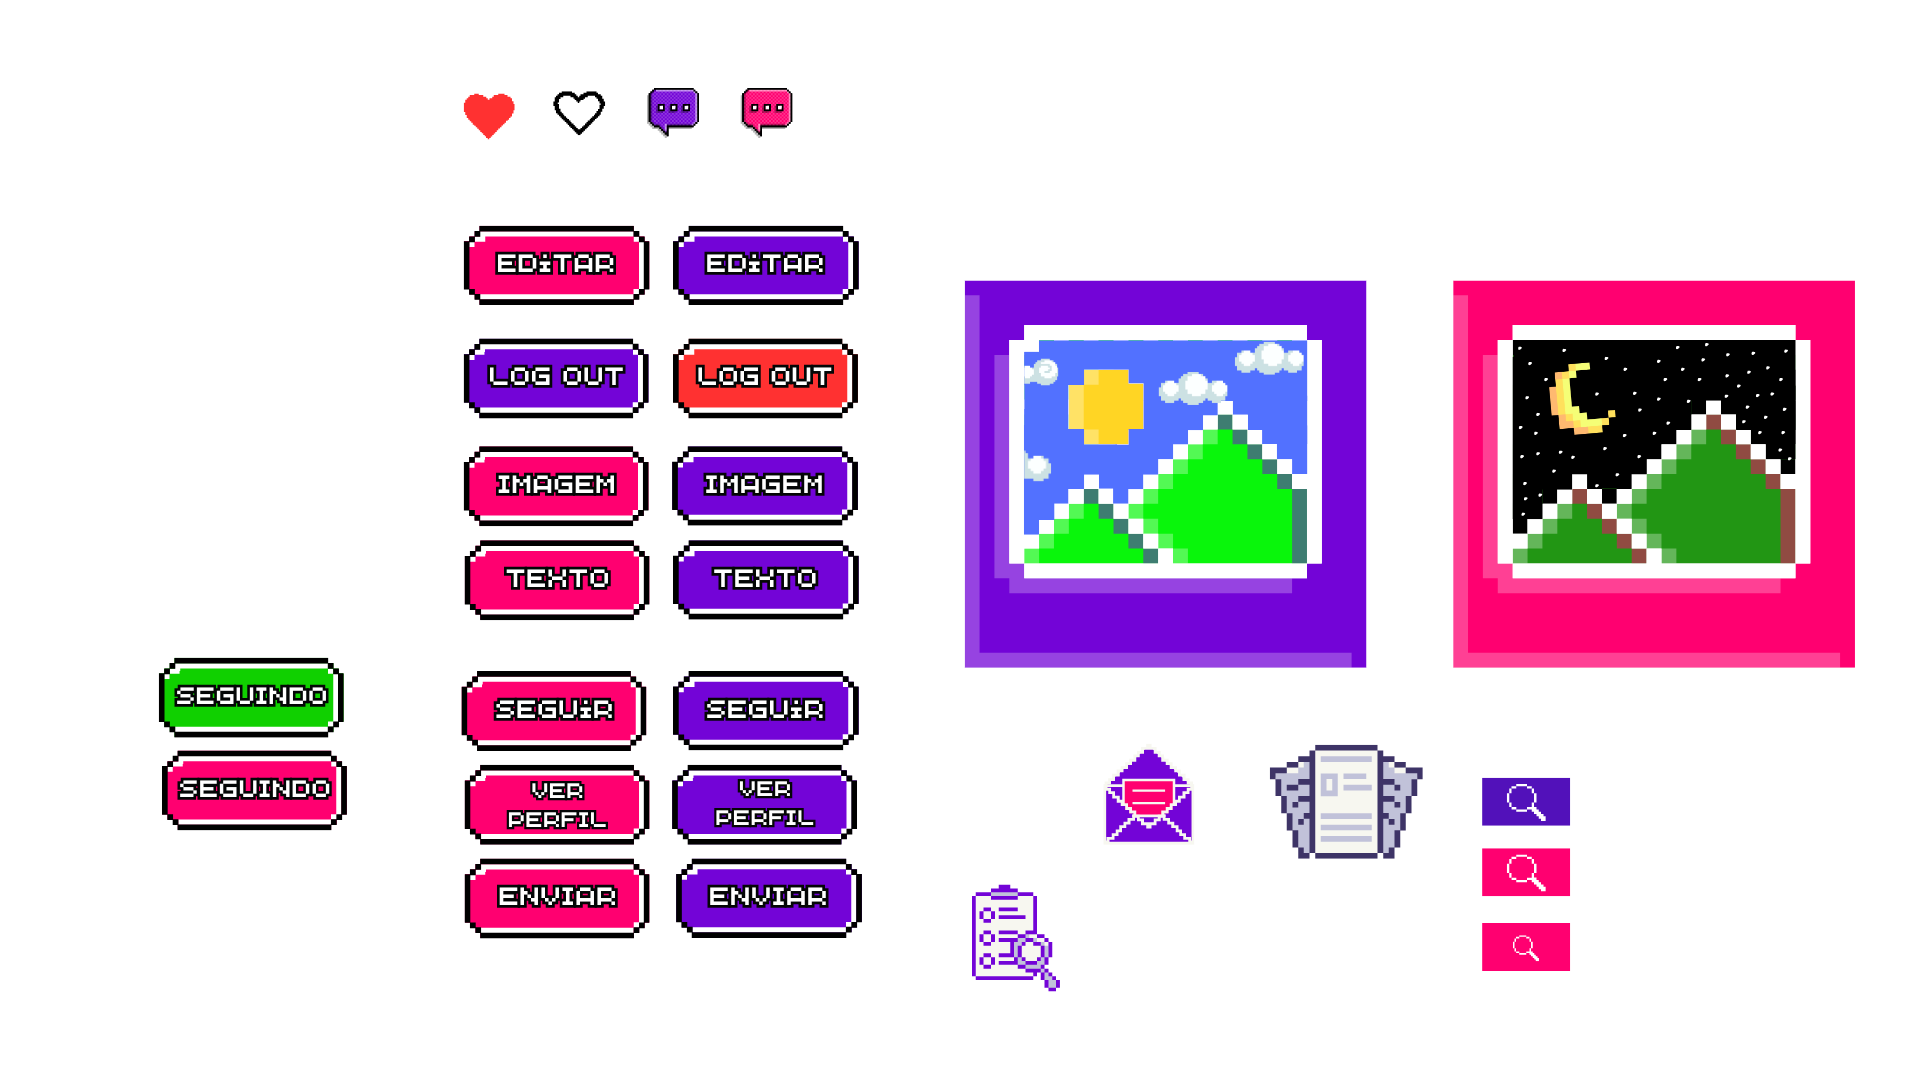 EDiTAR
EDiTAR
LOG OUT
LOG OUT
IMAGEM
IMAGEM
TEXTO
TEXTO
SEGUINDO
SEGUINDO
SEGUiR
SEGUiR
VER
PERFIL
VER
PERFIL
ENVIAR
ENVIAR